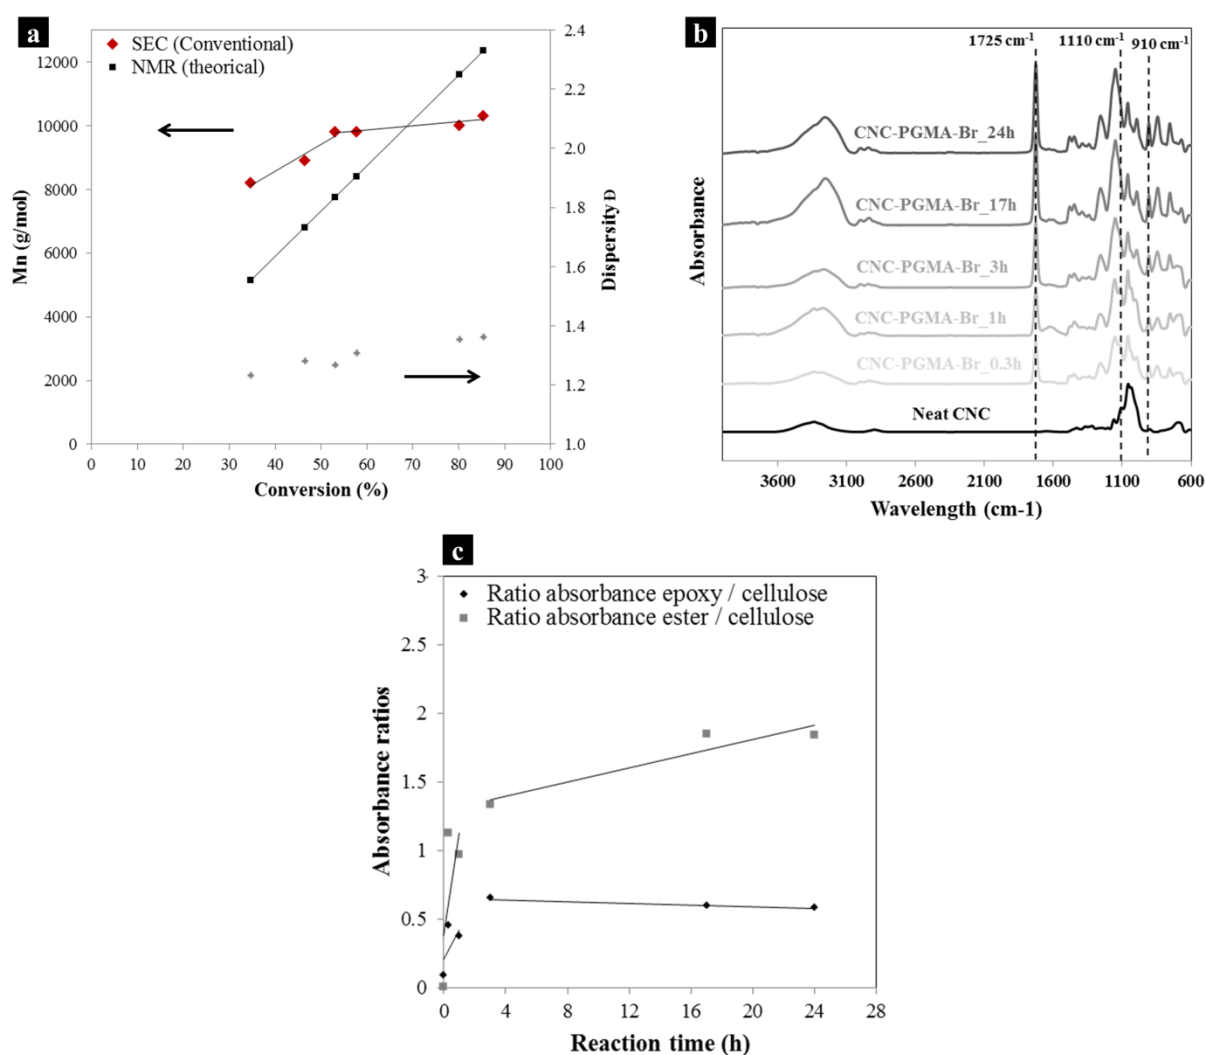 a
SEC (Conventional)
NMR (theorical)
12000
10000
8000
6000
4000
2000
0
Mn (g/mol)
2.4
2.2
2.0
1.8
1.6
1.4
1.2
1.0
Dispersity Đ
0 10 20 30 40 50 60 70 80 90 100
Conversion (%)
b
1725 cm-1 1110 cm-1 910 cm-1
CNC-PGMA-Br_24h
CNC-PGMA-Br_17h
CNC-PGMA-Br_3h
CNC-PGMA-Br_1h
CNC-PGMA-Br_0.3h
Neat CNC
Absorbance
3600 3100 2600 2100 1600 1100 600
Wavelength (cm-1)
c
Ratio absorbance epoxy / cellulose
Ratio absorbance ester / cellulose
3
2.5
2
1.5
1
0.5
0
Absorbance ratios
0 4 8 12 16 20 24 28
Reaction time (h)